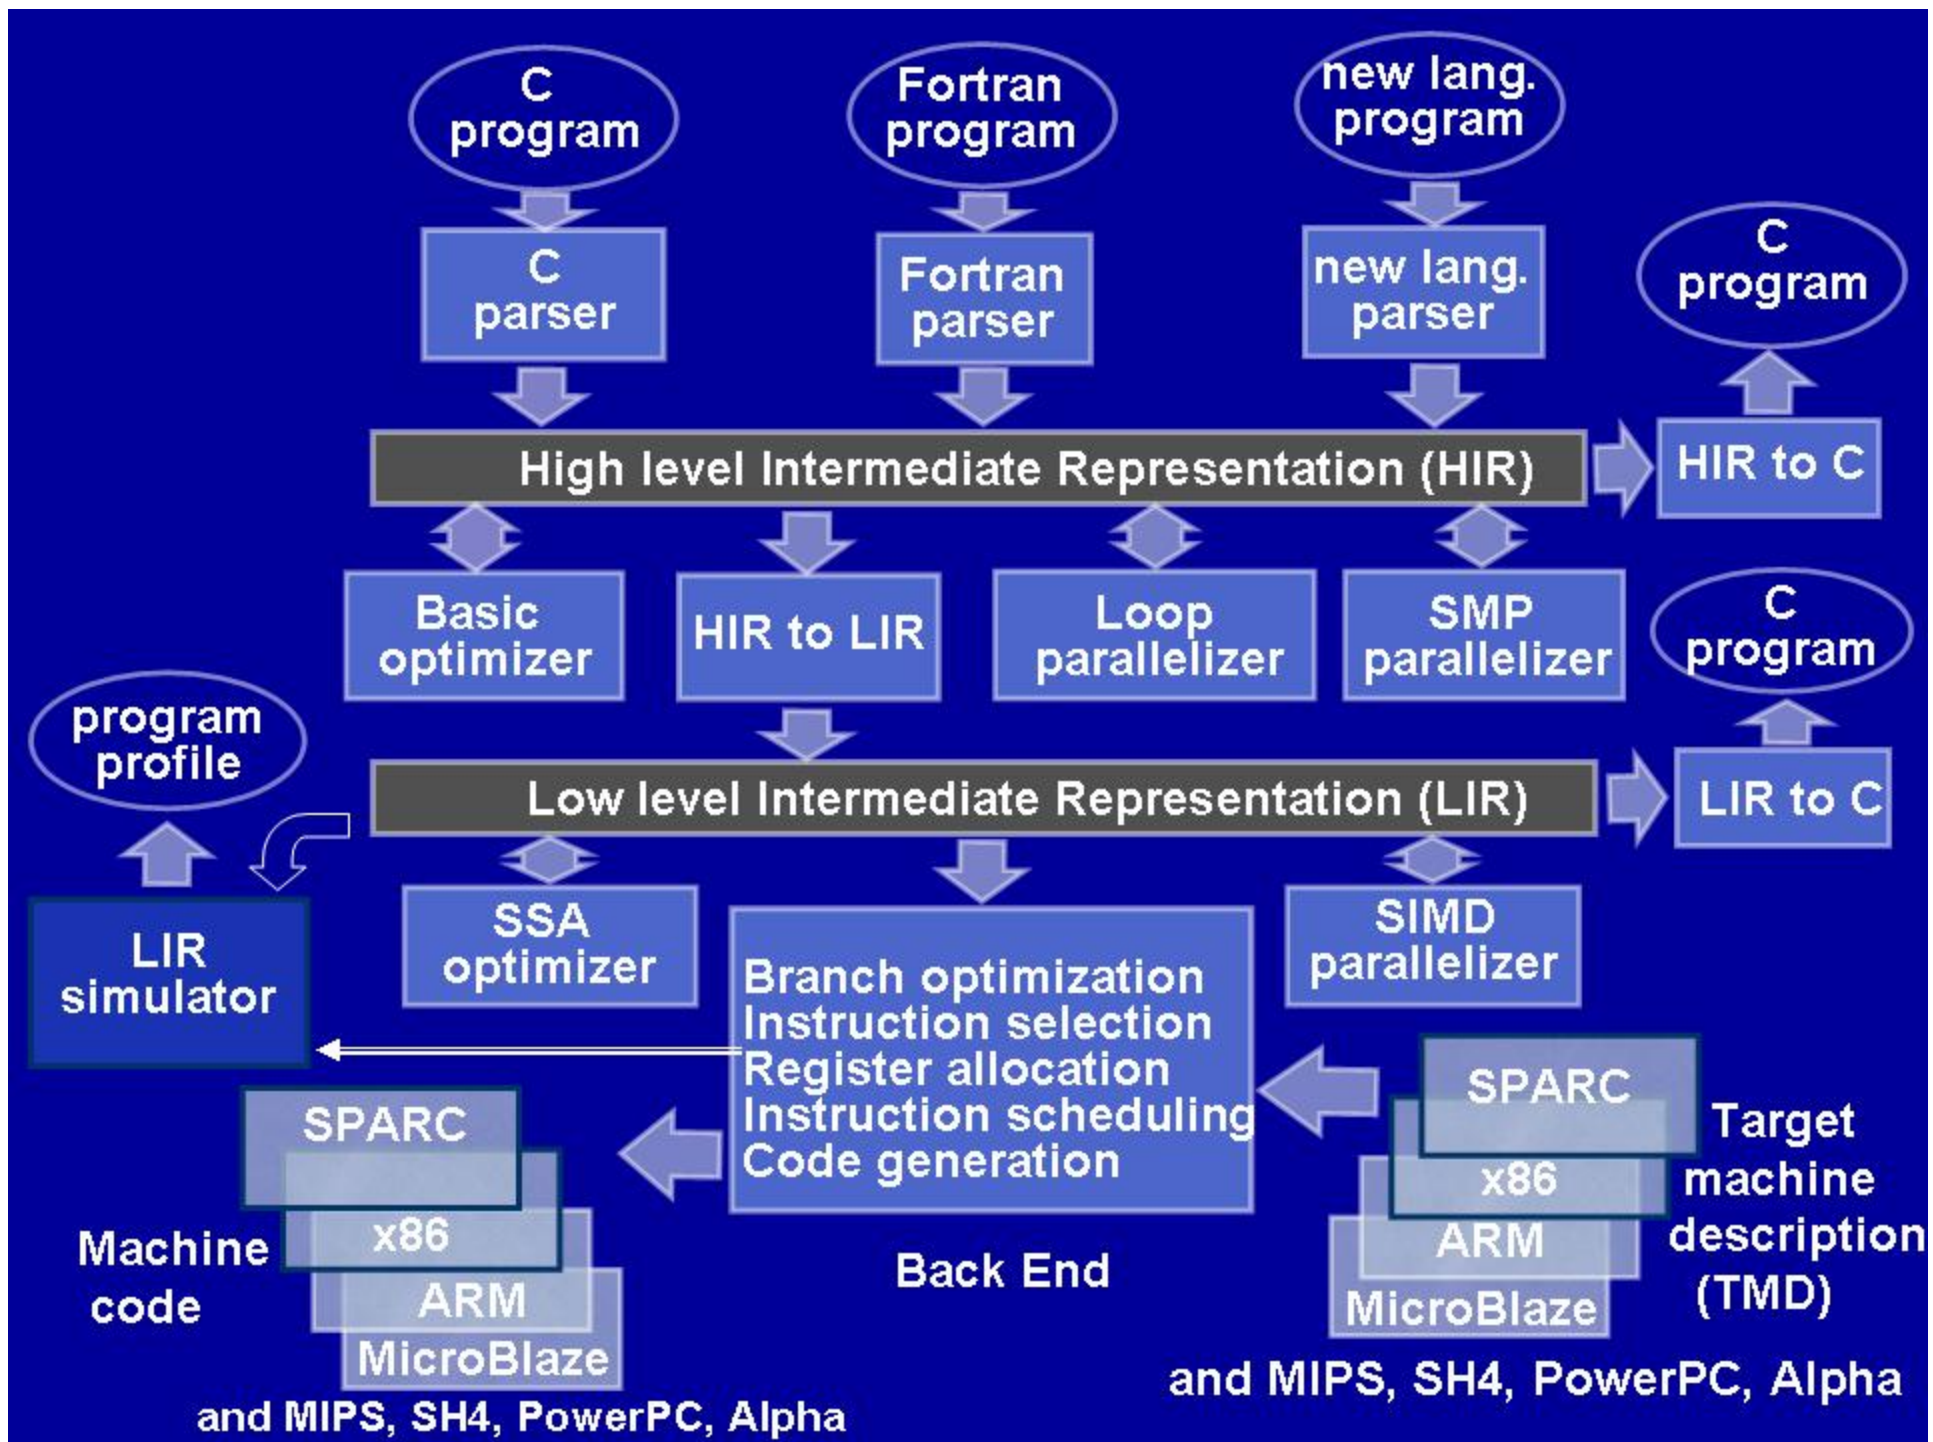 C
program
Fortran
program
new lang.
program
C
parser
Fortran
parser
new lang.
parser
C
program
High level Intermediate Representation (HIR)
HIR to C
Basic
optimizer
HIR to LIR
Loop
parallelizer
SMP
parallelizer
C
program
program
profile
Low level Intermediate Representation (LIR)
LIR to C
LIR
simulator
SSA
optimizer
SIMD
parallelizer
Branch optimization
Instruction selection
Register allocation
Instruction scheduling
Code generation
Back End
SPARC
x86
ARM
MicroBlaze
Machine
code
and MIPS, SH4, PowerPC, Alpha
SPARC
x86
ARM
MicroBlaze
Target
machine
description
(TMD)
and MIPS, SH4, PowerPC, Alpha